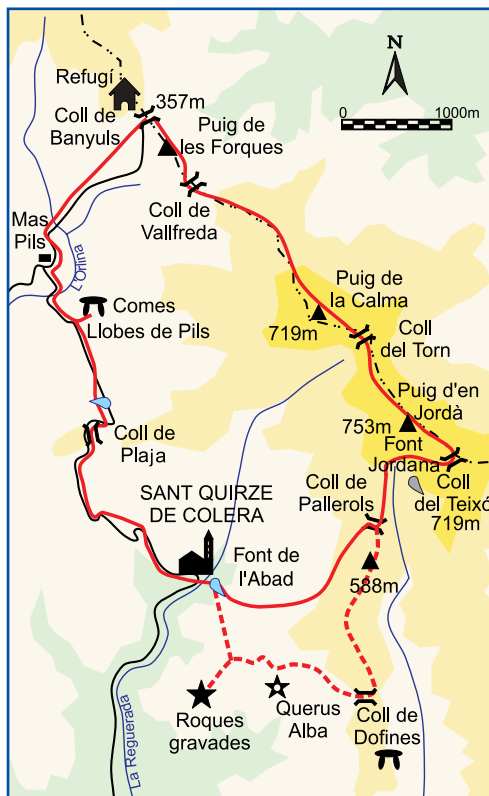 N
0
1000m
Refugí
Coll de
Banyuls
357m
Puig de
les Forques
Coll de
Vallfreda
Mas
Pils
L'Orlina
Comes
Llobes de Pils
Puig de
la Calma
719m
Coll
del Torn
Puig d'en
Jordà
753m
Font
Jordana
Coll
del Teixó
719m
Coll de
Plaja
Coll de
Pallerols
SANT QUIRZE
DE COLERA
Font de
l'Abad
588m
Roques
gravades
Querus
Alba
Coll de
Dofines
La Reguerada